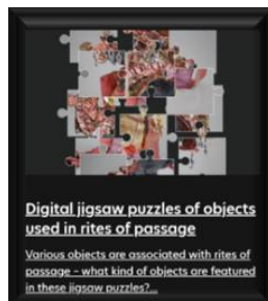 Digital jigsaw puzzles of objects
used in rites of passage
Various objects are associated with rites of
passage – what kind of objects are featured
in these jigsaw puzzles?...